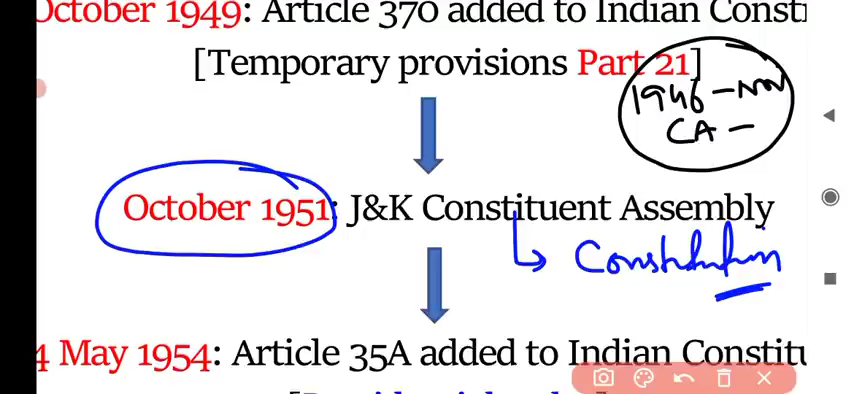 October 1949: Article 370 added to Indian Consti
[Temporary provisions Part 21]
1946 - Nov
CA -
October 1951: J&K Constituent Assembly
Constitution
4 May 1954: Article 35A added to Indian Constitu